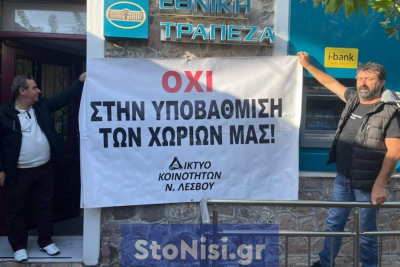 ΕΘΝΙΚΗ
ΤΡΑΠΕΖΑ
i-bank
ΟΧΙ
ΣΤΗΝ ΥΠΟΒΑΘΜΙΣΗ
ΤΩΝ ΧΩΡΙΩΝ ΜΑΣ!
ΔΙΚΤΥΟ
ΚΟΙΝΟΤΗΤΩΝ
Ν. ΛΕΣΒΟΥ
StoNisi.gr